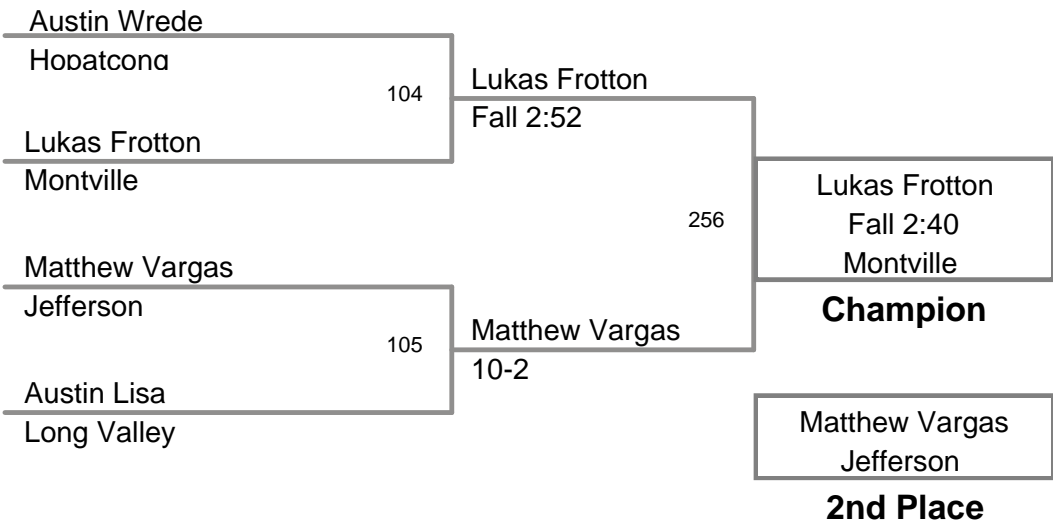 Austin Wrede
Hopatcong
104
Lukas Frotton
Fall 2:52
Lukas Frotton
Montville
256
Lukas Frotton
Fall 2:40
Montville
Champion
Matthew Vargas
Jefferson
105
Matthew Vargas
10-2
Austin Lisa
Long Valley
Matthew Vargas
Jefferson
2nd Place